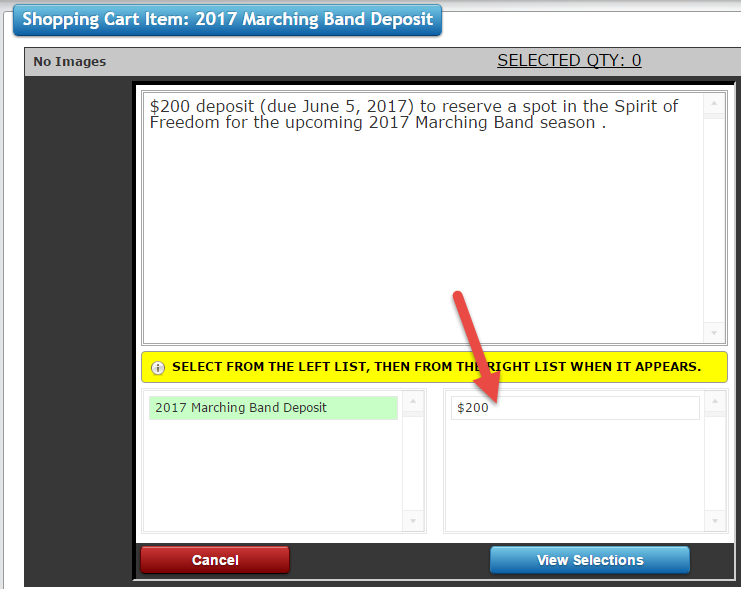 Shopping Cart Item: 2017 Marching Band Deposit
No Images
SELECTED QTY: 0
$200 deposit (due June 5, 2017) to reserve a spot in the Spirit of
Freedom for the upcoming 2017 Marching Band season .
SELECT FROM THE LEFT LIST, THEN FROM THE RIGHT LIST WHEN IT APPEARS.
2017 Marching Band Deposit
$200
Cancel
View Selections